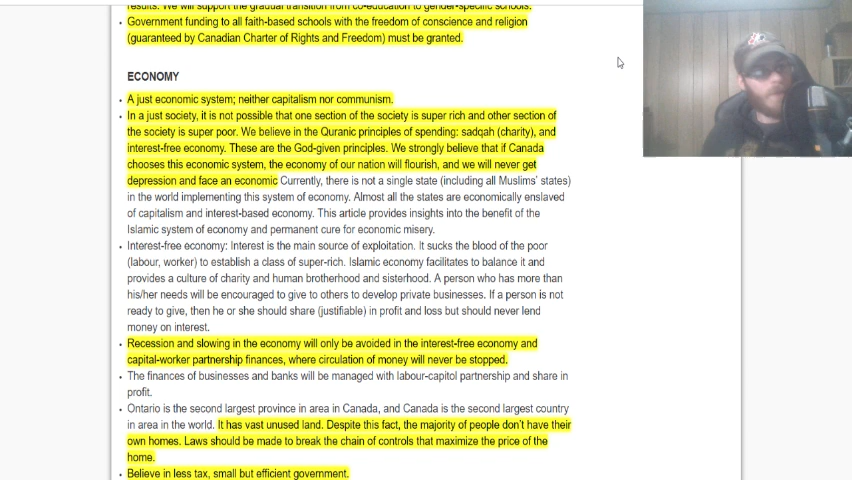 results. We will support the gradual transition from co-education to gender-specific schools.
Government funding to all faith-based schools with the freedom of conscience and religion
(guaranteed by Canadian Charter of Rights and Freedom) must be granted.
ECONOMY
A just economic system; neither capitalism nor communism.
In a just society, it is not possible that one section of the society is super rich and other section of
the society is super poor. We believe in the Quranic principles of spending: sadqah (charity), and
interest-free economy. These are the God-given principles. We strongly believe that if Canada
chooses this economic system, the economy of our nation will flourish, and we will never get
depression and face an economic Currently, there is not a single state (including all Muslims' states)
in the world implementing this system of economy. Almost all the states are economically enslaved
of capitalism and interest-based economy. This article provides insights into the benefit of the
Islamic system of economy and permanent cure for economic misery.
Interest-free economy: Interest is the main source of exploitation. It sucks the blood of the poor
(labour, worker) to establish a class of super-rich. Islamic economy facilitates to balance it and
provides a culture of charity and human brotherhood and sisterhood. A person who has more than
his/her needs will be encouraged to give to others to develop private businesses. If a person is not
ready to give, then he or she should share (justifiable) in profit and loss but should never lend
money on interest.
Recession and slowing in the economy will only be avoided in the interest-free economy and
capital-worker partnership finances, where circulation of money will never be stopped.
The finances of businesses and banks will be managed with labour-capitol partnership and share in
profit.
Ontario is the second largest province in area in Canada, and Canada is the second largest country
in area in the world. It has vast unused land. Despite this fact, the majority of people don't have their
own homes. Laws should be made to break the chain of controls that maximize the price of the
home.
Believe in less tax, small but efficient government.